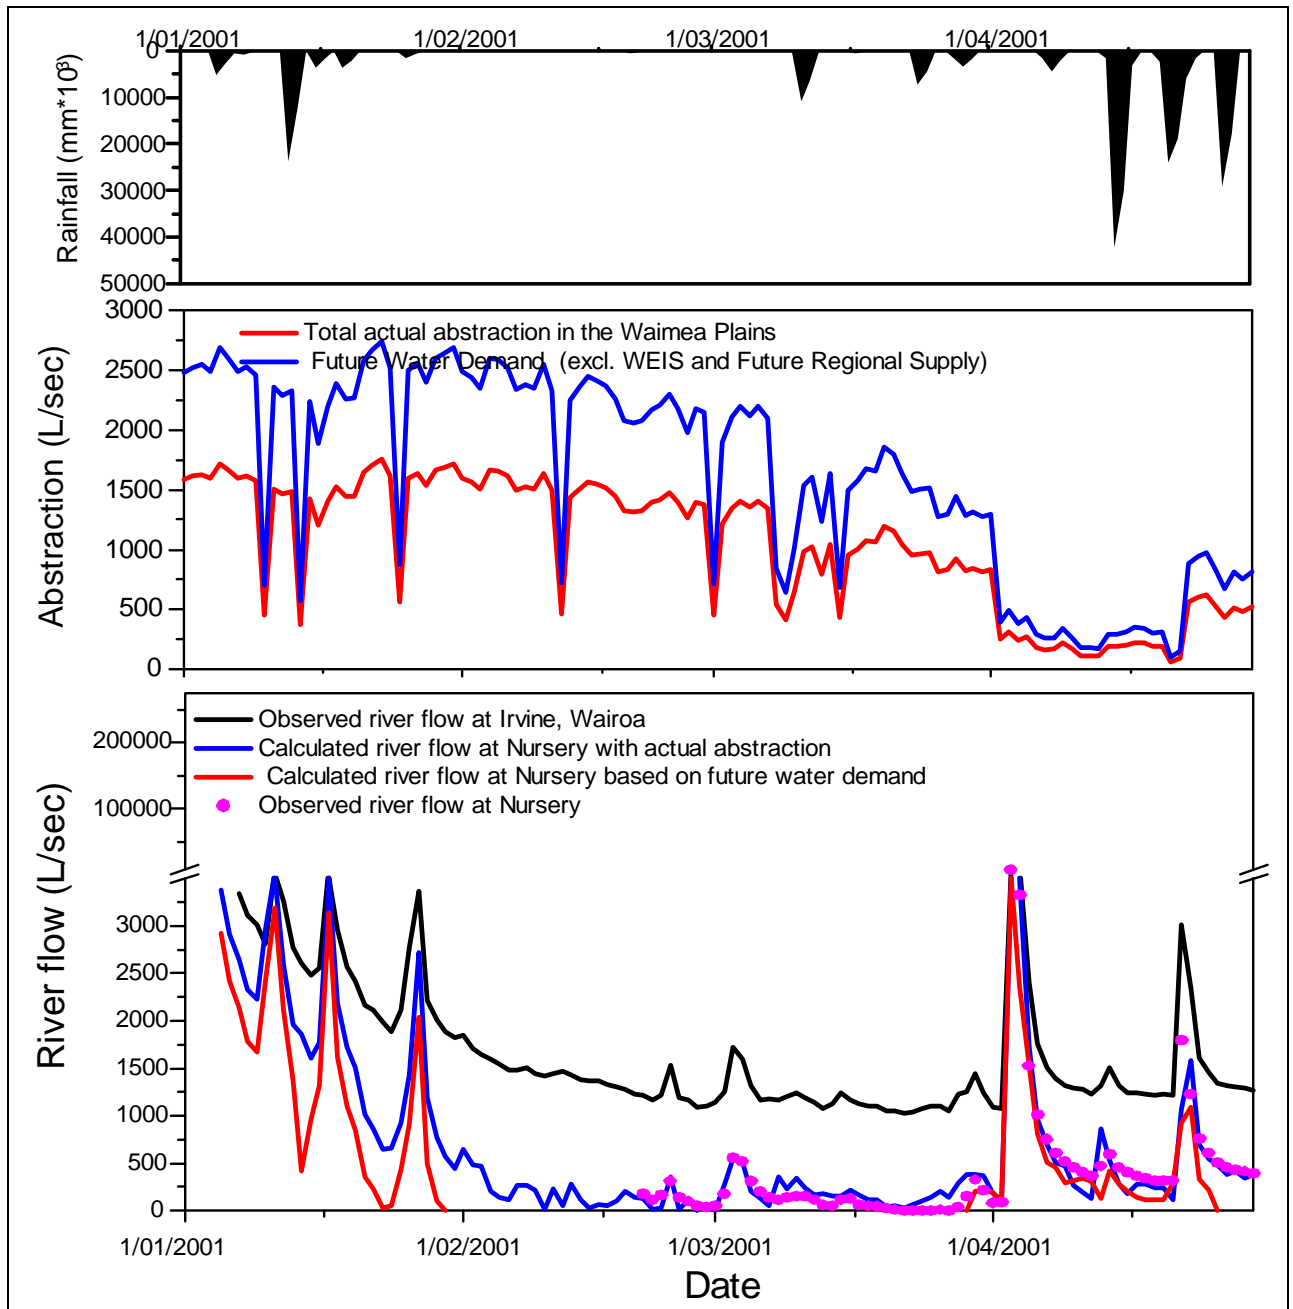 1/01/2001 1/02/2001 1/03/2001 1/04/2001
0
10000
20000
30000
40000
50000
Rainfall (mm*10³)
3000
2500
2000
1500
1000
500
0
Abstraction (L/sec)
Total actual abstraction in the Waimea Plains
Future Water Demand (excl. WEIS and Future Regional Supply)
200000
100000
3000
2500
2000
1500
1000
500
0
River flow (L/sec)
Observed river flow at Irvine, Wairoa
Calculated river flow at Nursery with actual abstraction
Calculated river flow at Nursery based on future water demand
Observed river flow at Nursery
1/01/2001 1/02/2001 1/03/2001 1/04/2001
Date